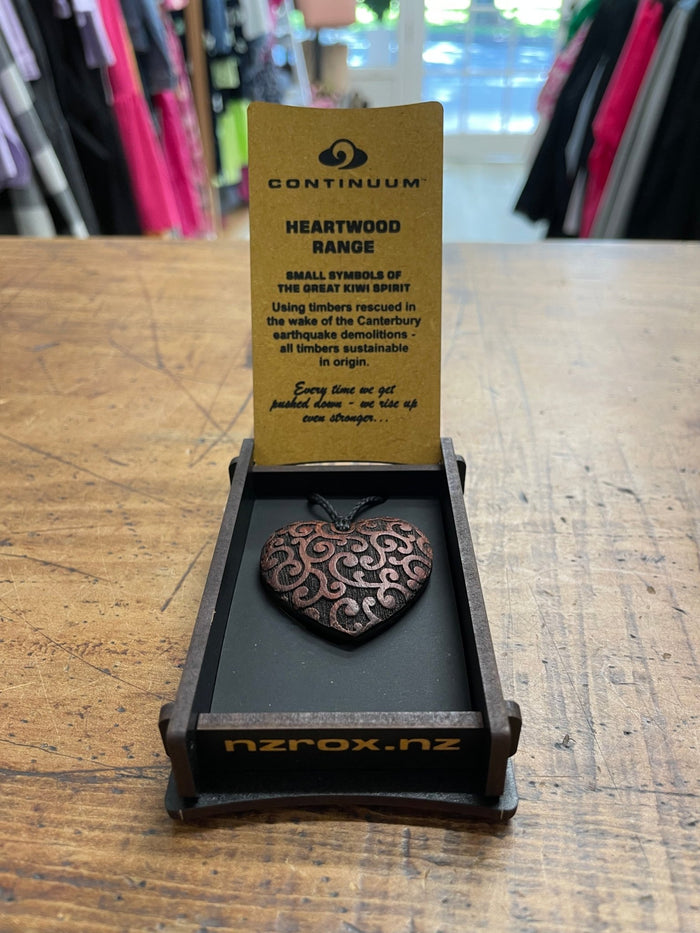 CONTINUUM™
HEARTWOOD
RANGE
SMALL SYMBOLS OF
THE GREAT KIWI SPIRIT
Using timbers rescued in
the wake of the Canterbury
earthquake demolitions -
all timbers sustainable
in origin.
Every time we get
pushed down - we rise up
even stronger...
nzrox.nz